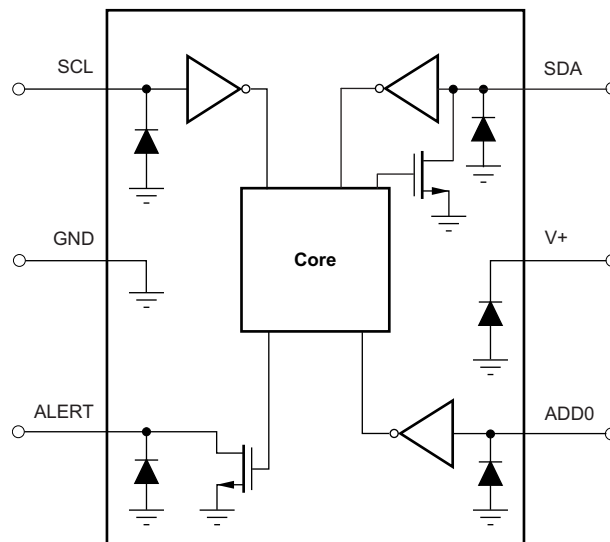 SCL
SDA
GND
V+
Core
ALERT
ADD0